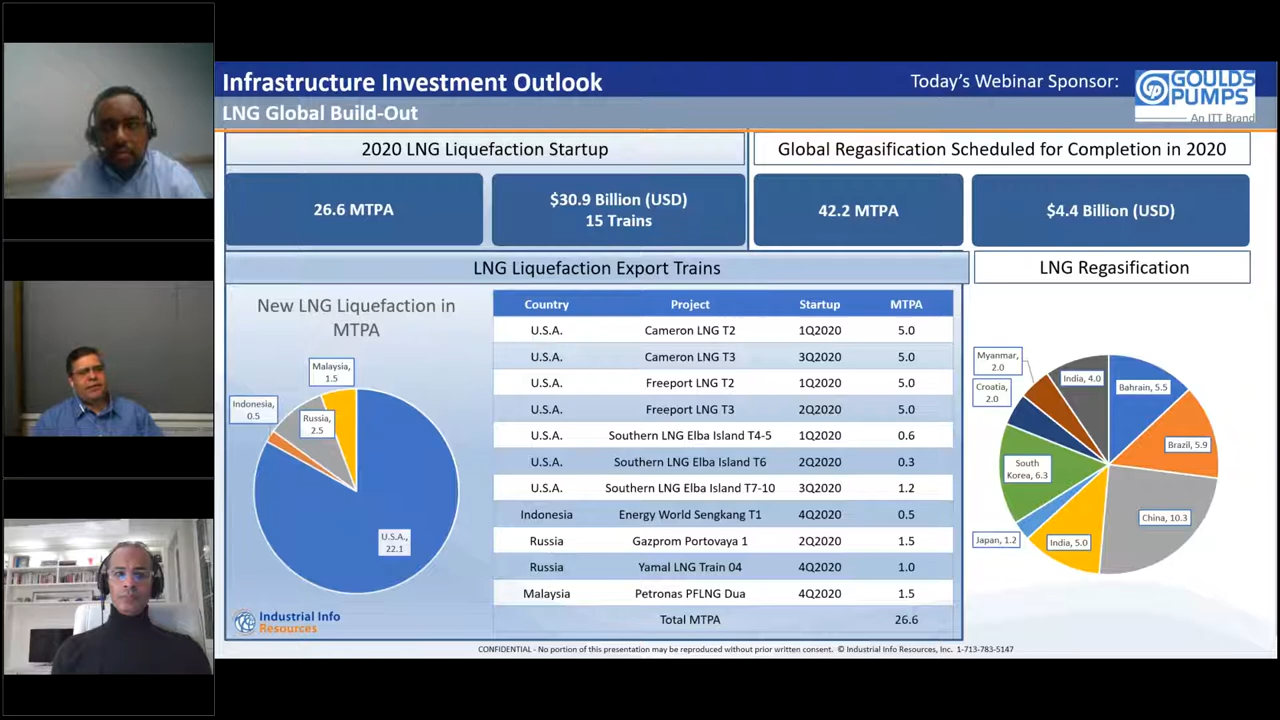 Infrastructure Investment Outlook
Today's Webinar Sponsor:
GOULDS
PUMPS
An ITT Brand
LNG Global Build-Out
2020 LNG Liquefaction Startup
Global Regasification Scheduled for Completion in 2020
26.6 MTPA
$30.9 Billion (USD)
15 Trains
42.2 MTPA
$4.4 Billion (USD)
LNG Liquefaction Export Trains
LNG Regasification
New LNG Liquefaction in
MTPA
Malaysia,
1.5
Indonesia,
0.5
Russia,
2.5
U.S.A.,
22.1
Country Project Startup MTPA
U.S.A. Cameron LNG T2 1Q2020 5.0
U.S.A. Cameron LNG T3 3Q2020 5.0
U.S.A. Freeport LNG T2 1Q2020 5.0
U.S.A. Freeport LNG T3 2Q2020 5.0
U.S.A. Southern LNG Elba Island T4-5 1Q2020 0.6
U.S.A. Southern LNG Elba Island T6 2Q2020 0.3
U.S.A. Southern LNG Elba Island T7-10 3Q2020 1.2
Indonesia Energy World Sengkang T1 4Q2020 0.5
Russia Gazprom Portovaya 1 2Q2020 1.5
Russia Yamal LNG Train 04 4Q2020 1.0
Malaysia Petronas PFLNG Dua 4Q2020 1.5
Total MTPA 26.6
Myanmar,
2.0
India, 4.0
Bahrain, 5.5
Croatia,
2.0
Brazil, 5.9
South
Korea, 6.3
China, 10.3
Japan, 1.2
India, 5.0
Industrial Info
Resources
CONFIDENTIAL - No portion of this presentation may be reproduced without prior written consent. © Industrial Info Resources, Inc. 1-713-783-5147